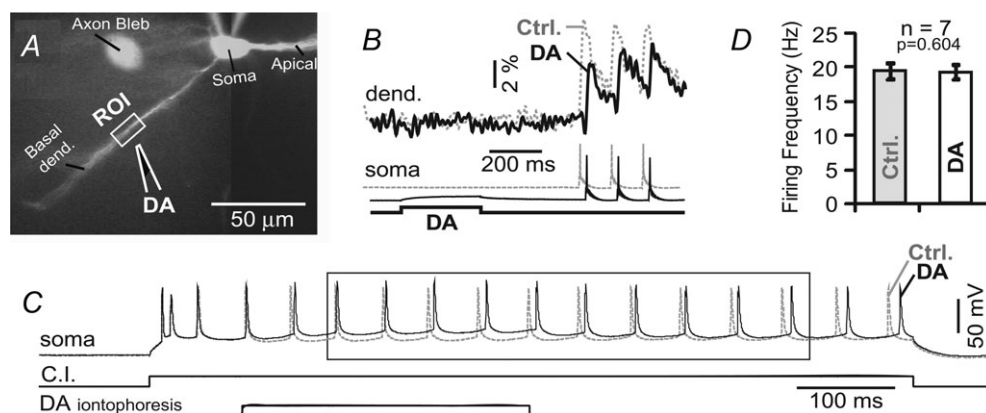 A
Axon Bleb
Soma
Apical
ROI
Basal
dend.
DA
50 µm
B
Ctrl.
DA
2 %
dend.
200 ms
soma
DA
D
n = 7
p=0.604
Firing Frequency (Hz)
25
20
15
10
5
0
Ctrl.
DA
C
Ctrl.
DA
50 mV
soma
C.I.
100 ms
DA iontophoresis